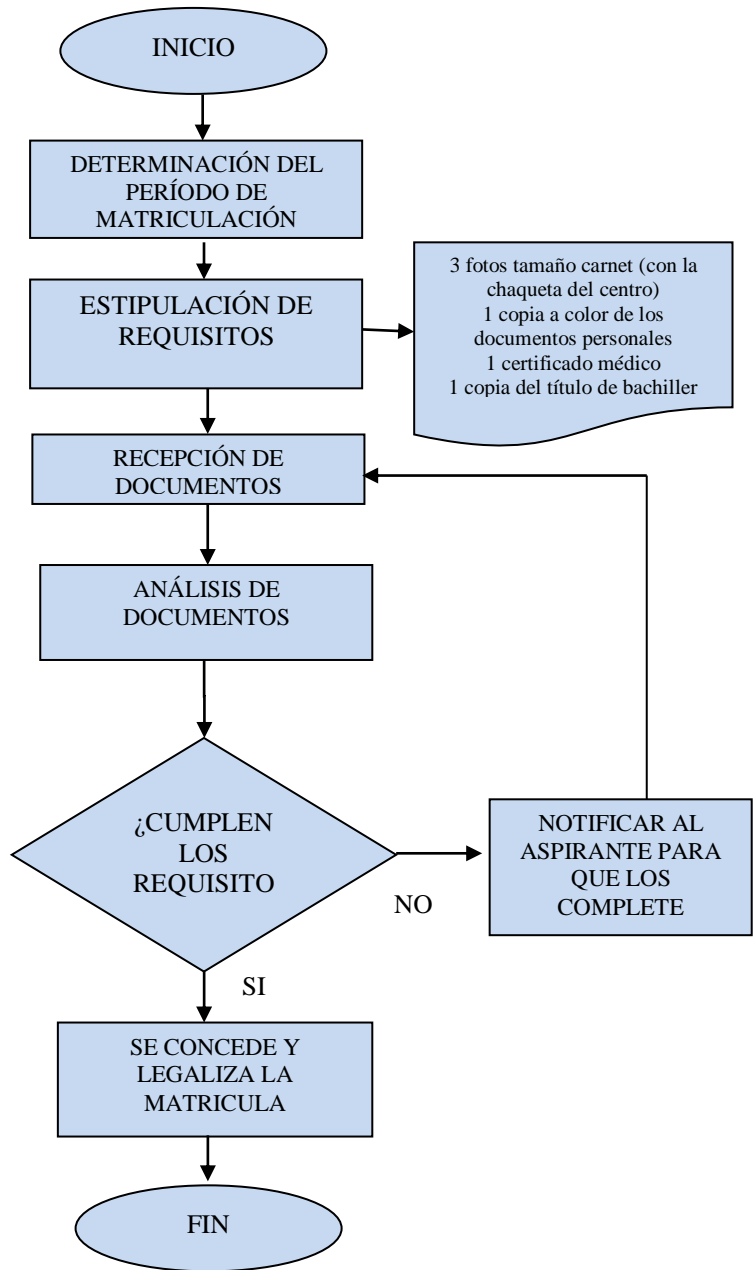 INICIO
DETERMINACIÓN DEL
PERÍODO DE
MATRICULACIÓN
ESTIPULACIÓN DE
REQUISITOS
3 fotos tamaño carnet (con la
chaqueta del centro)
1 copia a color de los
documentos personales
1 certificado médico
1 copia del título de bachiller
RECEPCIÓN DE
DOCUMENTOS
ANÁLISIS DE
DOCUMENTOS
¿CUMPLEN
LOS
REQUISITO
NO
NOTIFICAR AL
ASPIRANTE PARA
QUE LOS
COMPLETE
SI
SE CONCEDE Y
LEGALIZA LA
MATRICULA
FIN